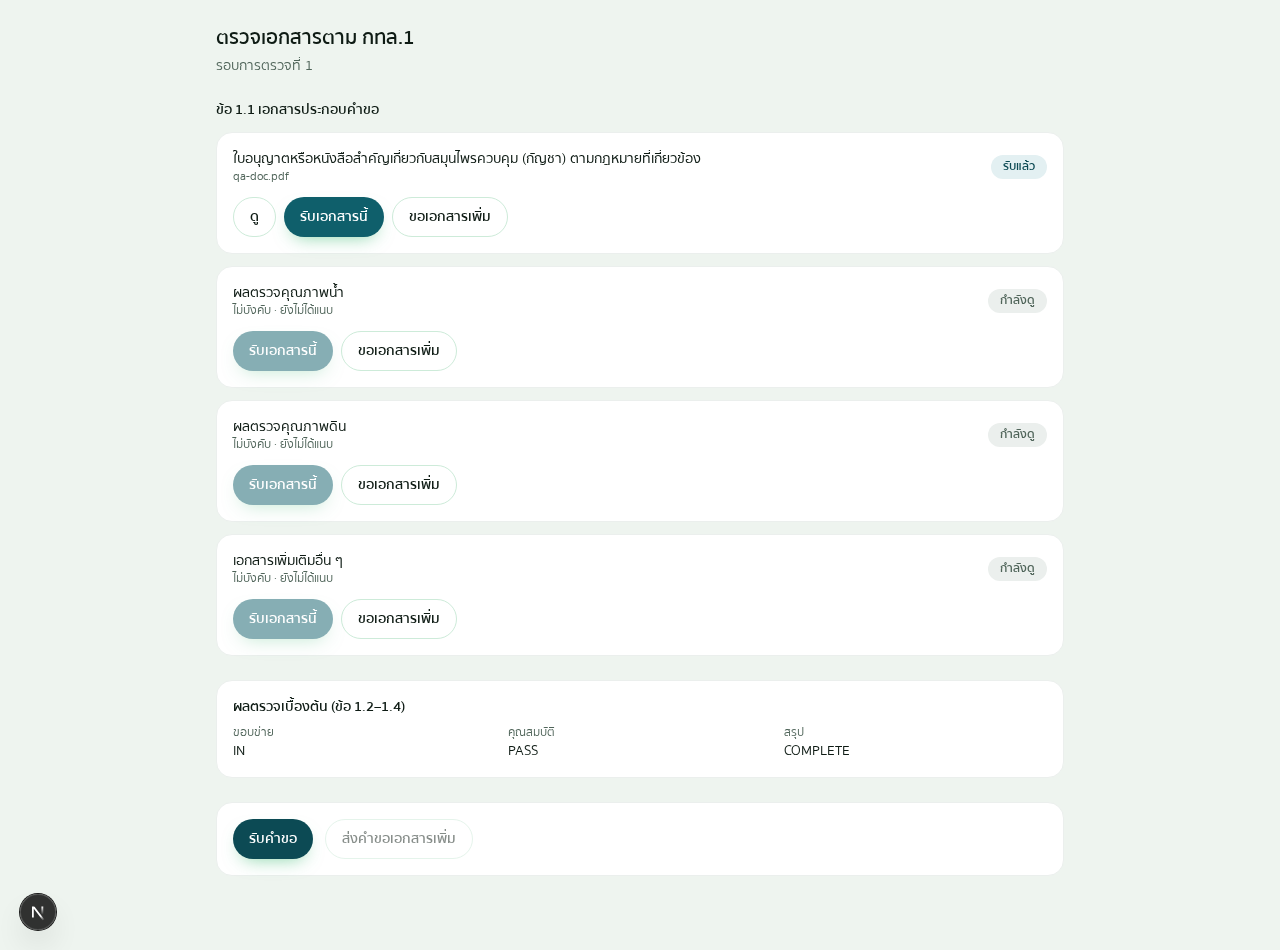 ตรวจเอกสารตาม กทล.1
รอบการตรวจที่ 1
ข้อ 1.1 เอกสารประกอบคำขอ
ใบอนุญาตหรือหนังสือสำคัญเกี่ยวกับสมุนไพรควบคุม (กัญชา) ตามกฎหมายที่เกี่ยวข้อง
qa-doc.pdf
รับแล้ว
ดู
รับเอกสารนี้
ขอเอกสารเพิ่ม
ผลตรวจคุณภาพน้ำ
ไม่บังคับ · ยังไม่ได้แนบ
กำลังดู
รับเอกสารนี้
ขอเอกสารเพิ่ม
ผลตรวจคุณภาพดิน
ไม่บังคับ · ยังไม่ได้แนบ
กำลังดู
รับเอกสารนี้
ขอเอกสารเพิ่ม
เอกสารเพิ่มเติมอื่น ๆ
ไม่บังคับ · ยังไม่ได้แนบ
กำลังดู
รับเอกสารนี้
ขอเอกสารเพิ่ม
ผลตรวจเบื้องต้น (ข้อ 1.2–1.4)
ขอบข่าย
IN
คุณสมบัติ
PASS
สรุป
COMPLETE
รับคำขอ
ส่งคำขอเอกสารเพิ่ม
N